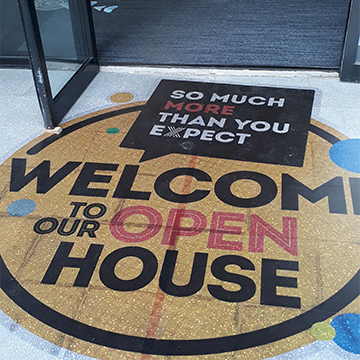 SO MUCH
MORE
THAN YOU
EXPECT
WELCOME
TO OUR OPEN
HOUSE